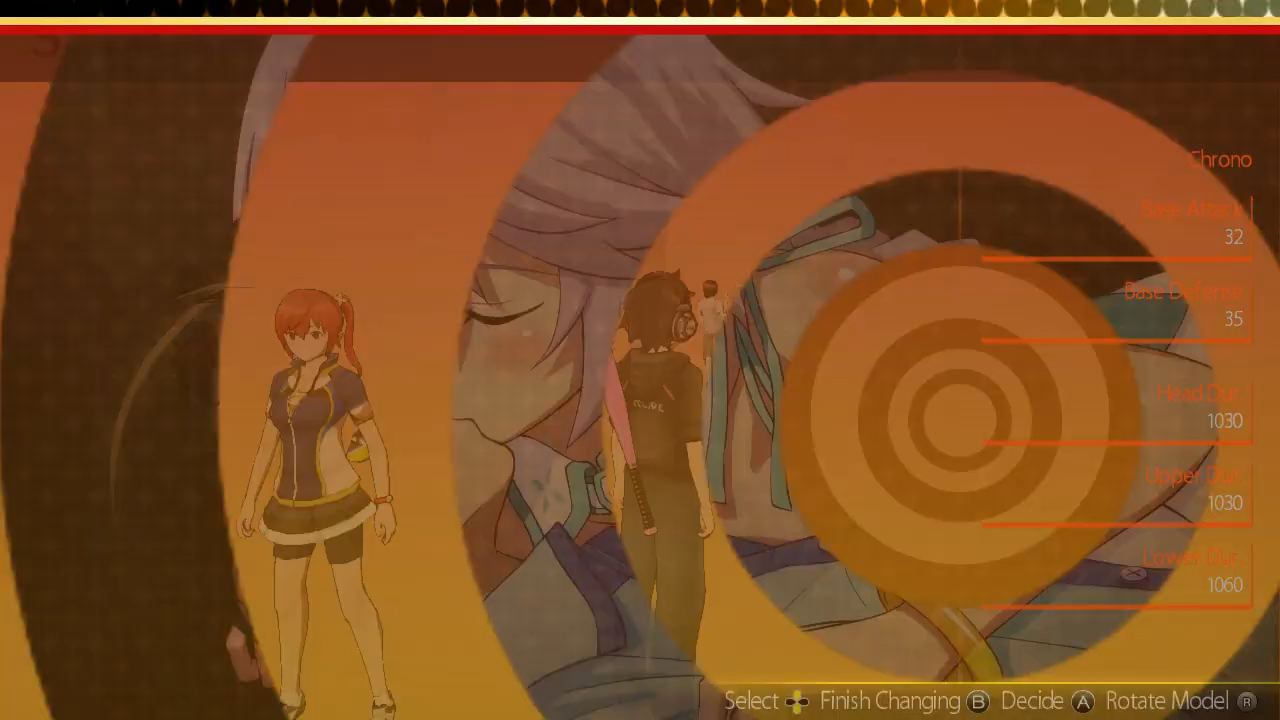 Chrono
Base Attack
32
Base Defense
35
Head Dur.
1030
Upper Dur.
1030
Lower Dur.
1060
Select Finish Changing B Decide A Rotate Model R